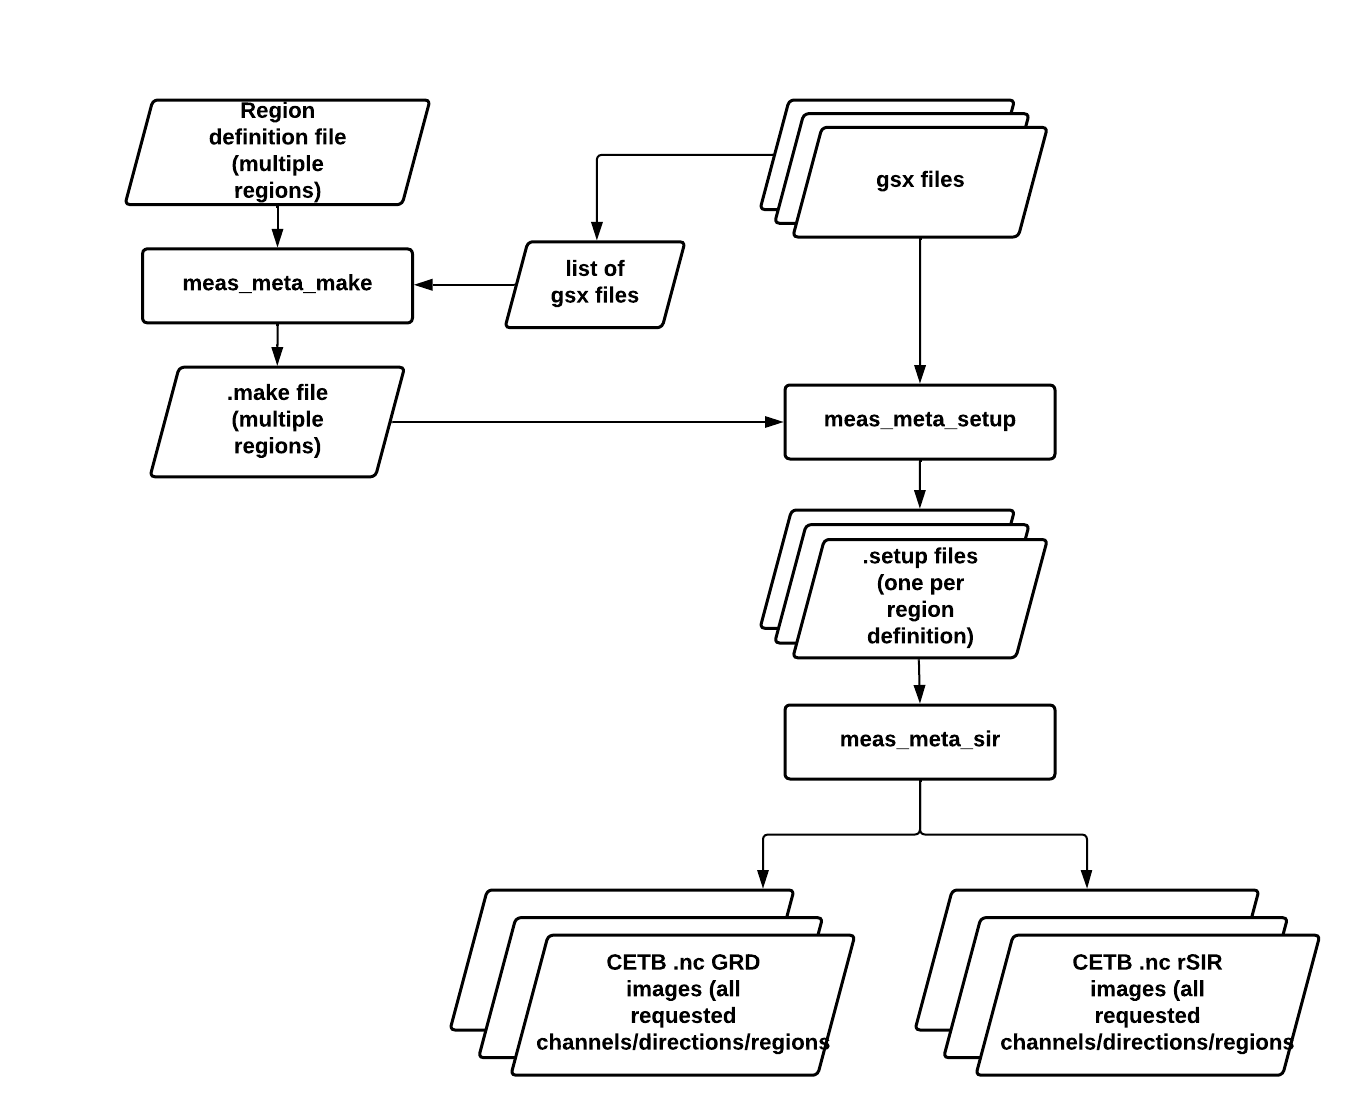 Region
definition file
(multiple
regions)
gsx files
meas_meta_make
list of
gsx files
.make file
(multiple
regions)
meas_meta_setup
.setup files
(one per
region
definition)
meas_meta_sir
CETB .nc GRD
images (all
requested
channels/directions/regions
CETB .nc rSIR
images (all
requested
channels/directions/regions